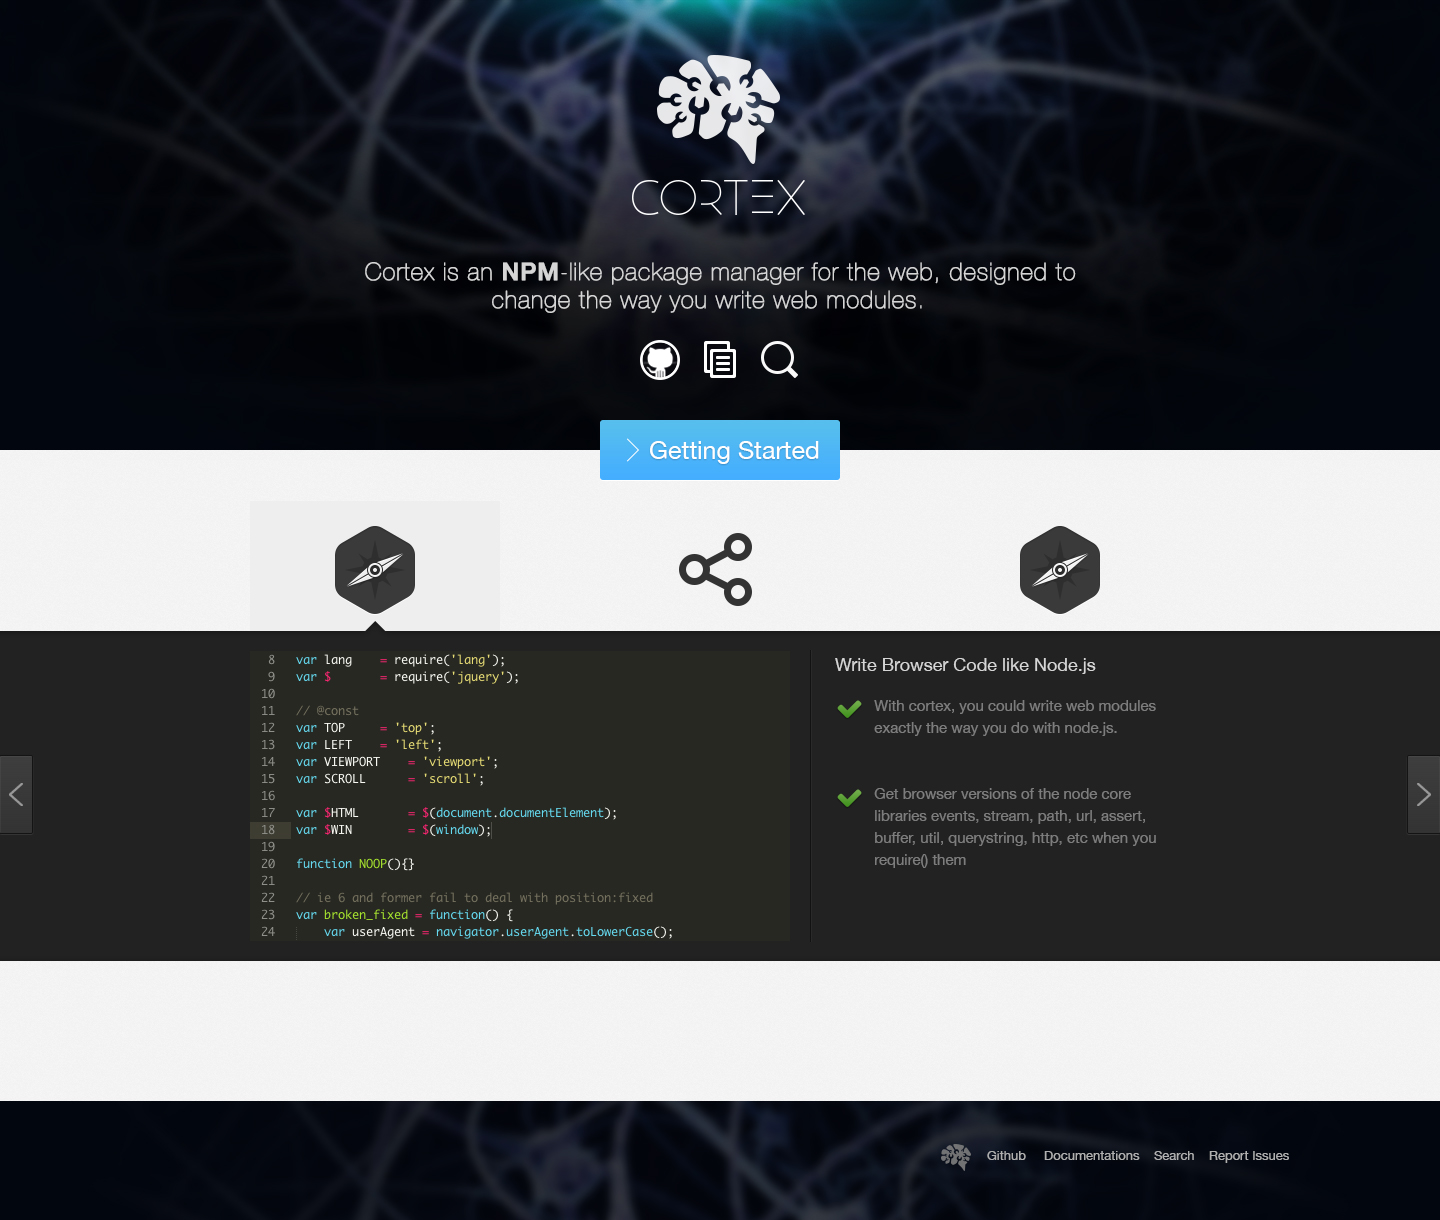 CORTEX
Cortex is an NPM-like package manager for the web, designed to
change the way you write web modules.
Getting Started
8 var lang    = require('lang');
9 var $       = require('jquery');
10
11 // @const
12 var TOP     = 'top';
13 var LEFT    = 'left';
14 var VIEWPORT    = 'viewport';
15 var SCROLL      = 'scroll';
16
17 var $HTML       = $(document.documentElement);
18 var $WIN        = $(window);
19
20 function NOOP(){}
21
22 // ie 6 and former fail to deal with position:fixed
23 var broken_fixed = function() {
24     var userAgent = navigator.userAgent.toLowerCase();
Write Browser Code like Node.js
With cortex, you could write web modules
exactly the way you do with node.js.
Get browser versions of the node core
libraries events, stream, path, url, assert,
buffer, util, querystring, http, etc when you
require() them
Github Documentations Search Report Issues